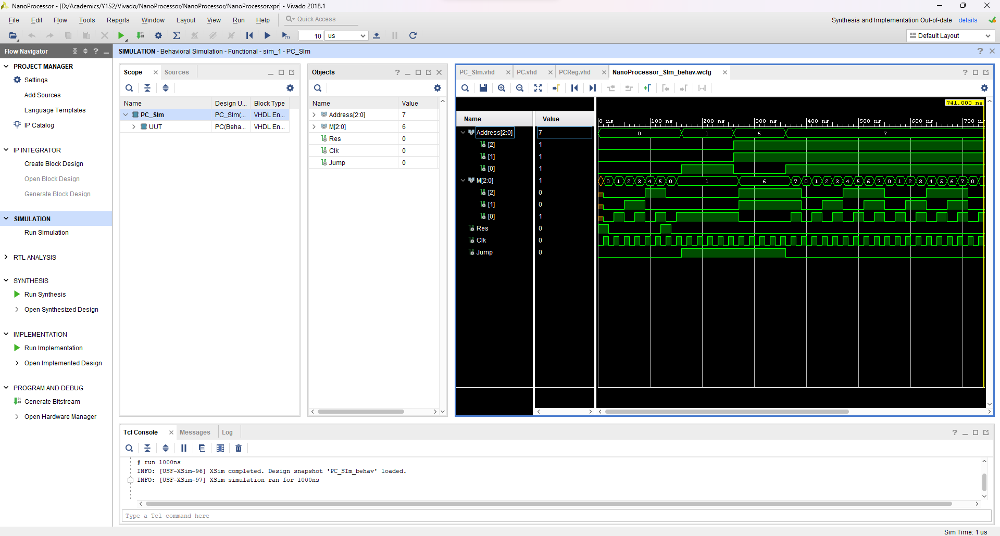 NanoProcessor - [D:/Academics/Y1S2/Vivado/NanoProcessor/NanoProcessor/NanoProcessor.xpr] - Vivado 2018.1
File Edit Flow Tools Reports Window Layout View Run Help Quick Access
Synthesis and Implementation Out-of-date details
10 us
Default Layout
Flow Navigator
SIMULATION - Behavioral Simulation - Functional - sim_1 - PC_SIm
PROJECT MANAGER
Settings
Add Sources
Language Templates
IP Catalog
IP INTEGRATOR
Create Block Design
Open Block Design
Generate Block Design
SIMULATION
Run Simulation
RTL ANALYSIS
SYNTHESIS
Run Synthesis
Open Synthesized Design
IMPLEMENTATION
Run Implementation
Open Implemented Design
PROGRAM AND DEBUG
Generate Bitstream
Open Hardware Manager
Scope Sources
Name Design U... Block Type
PC_SIm PC_SIm(... VHDL En...
UUT PC(Beha... VHDL En...
Objects
Name Value
Address[2:0] 7
M[2:0] 6
Res 0
Clk 0
Jump 0
PC_SIm.vhd PC.vhd PCReg.vhd NanoProcessor_SIm_behav.wcfg
741.000 ns
Name Value
0 ns 100 ns 200 ns 300 ns 400 ns 500 ns 600 ns 700 ns
Address[2:0] 7 0 1 6 7
[2] 1
[1] 1
[0] 1
M[2:0] 1 0 1 2 3 4 5 0 1 6 7 0 1 2 3 4 5 6 7 0 1 2 3 4 5 6 7 0
[2] 0
[1] 0
[0] 1
Res 0
Clk 0
Jump 0
Tcl Console Messages Log
# run 1000ns
INFO: [USF-XSim-96] XSim completed. Design snapshot 'PC_SIm_behav' loaded.
INFO: [USF-XSim-97] XSim simulation ran for 1000ns
Type a Tcl command here
Sim Time: 1 us